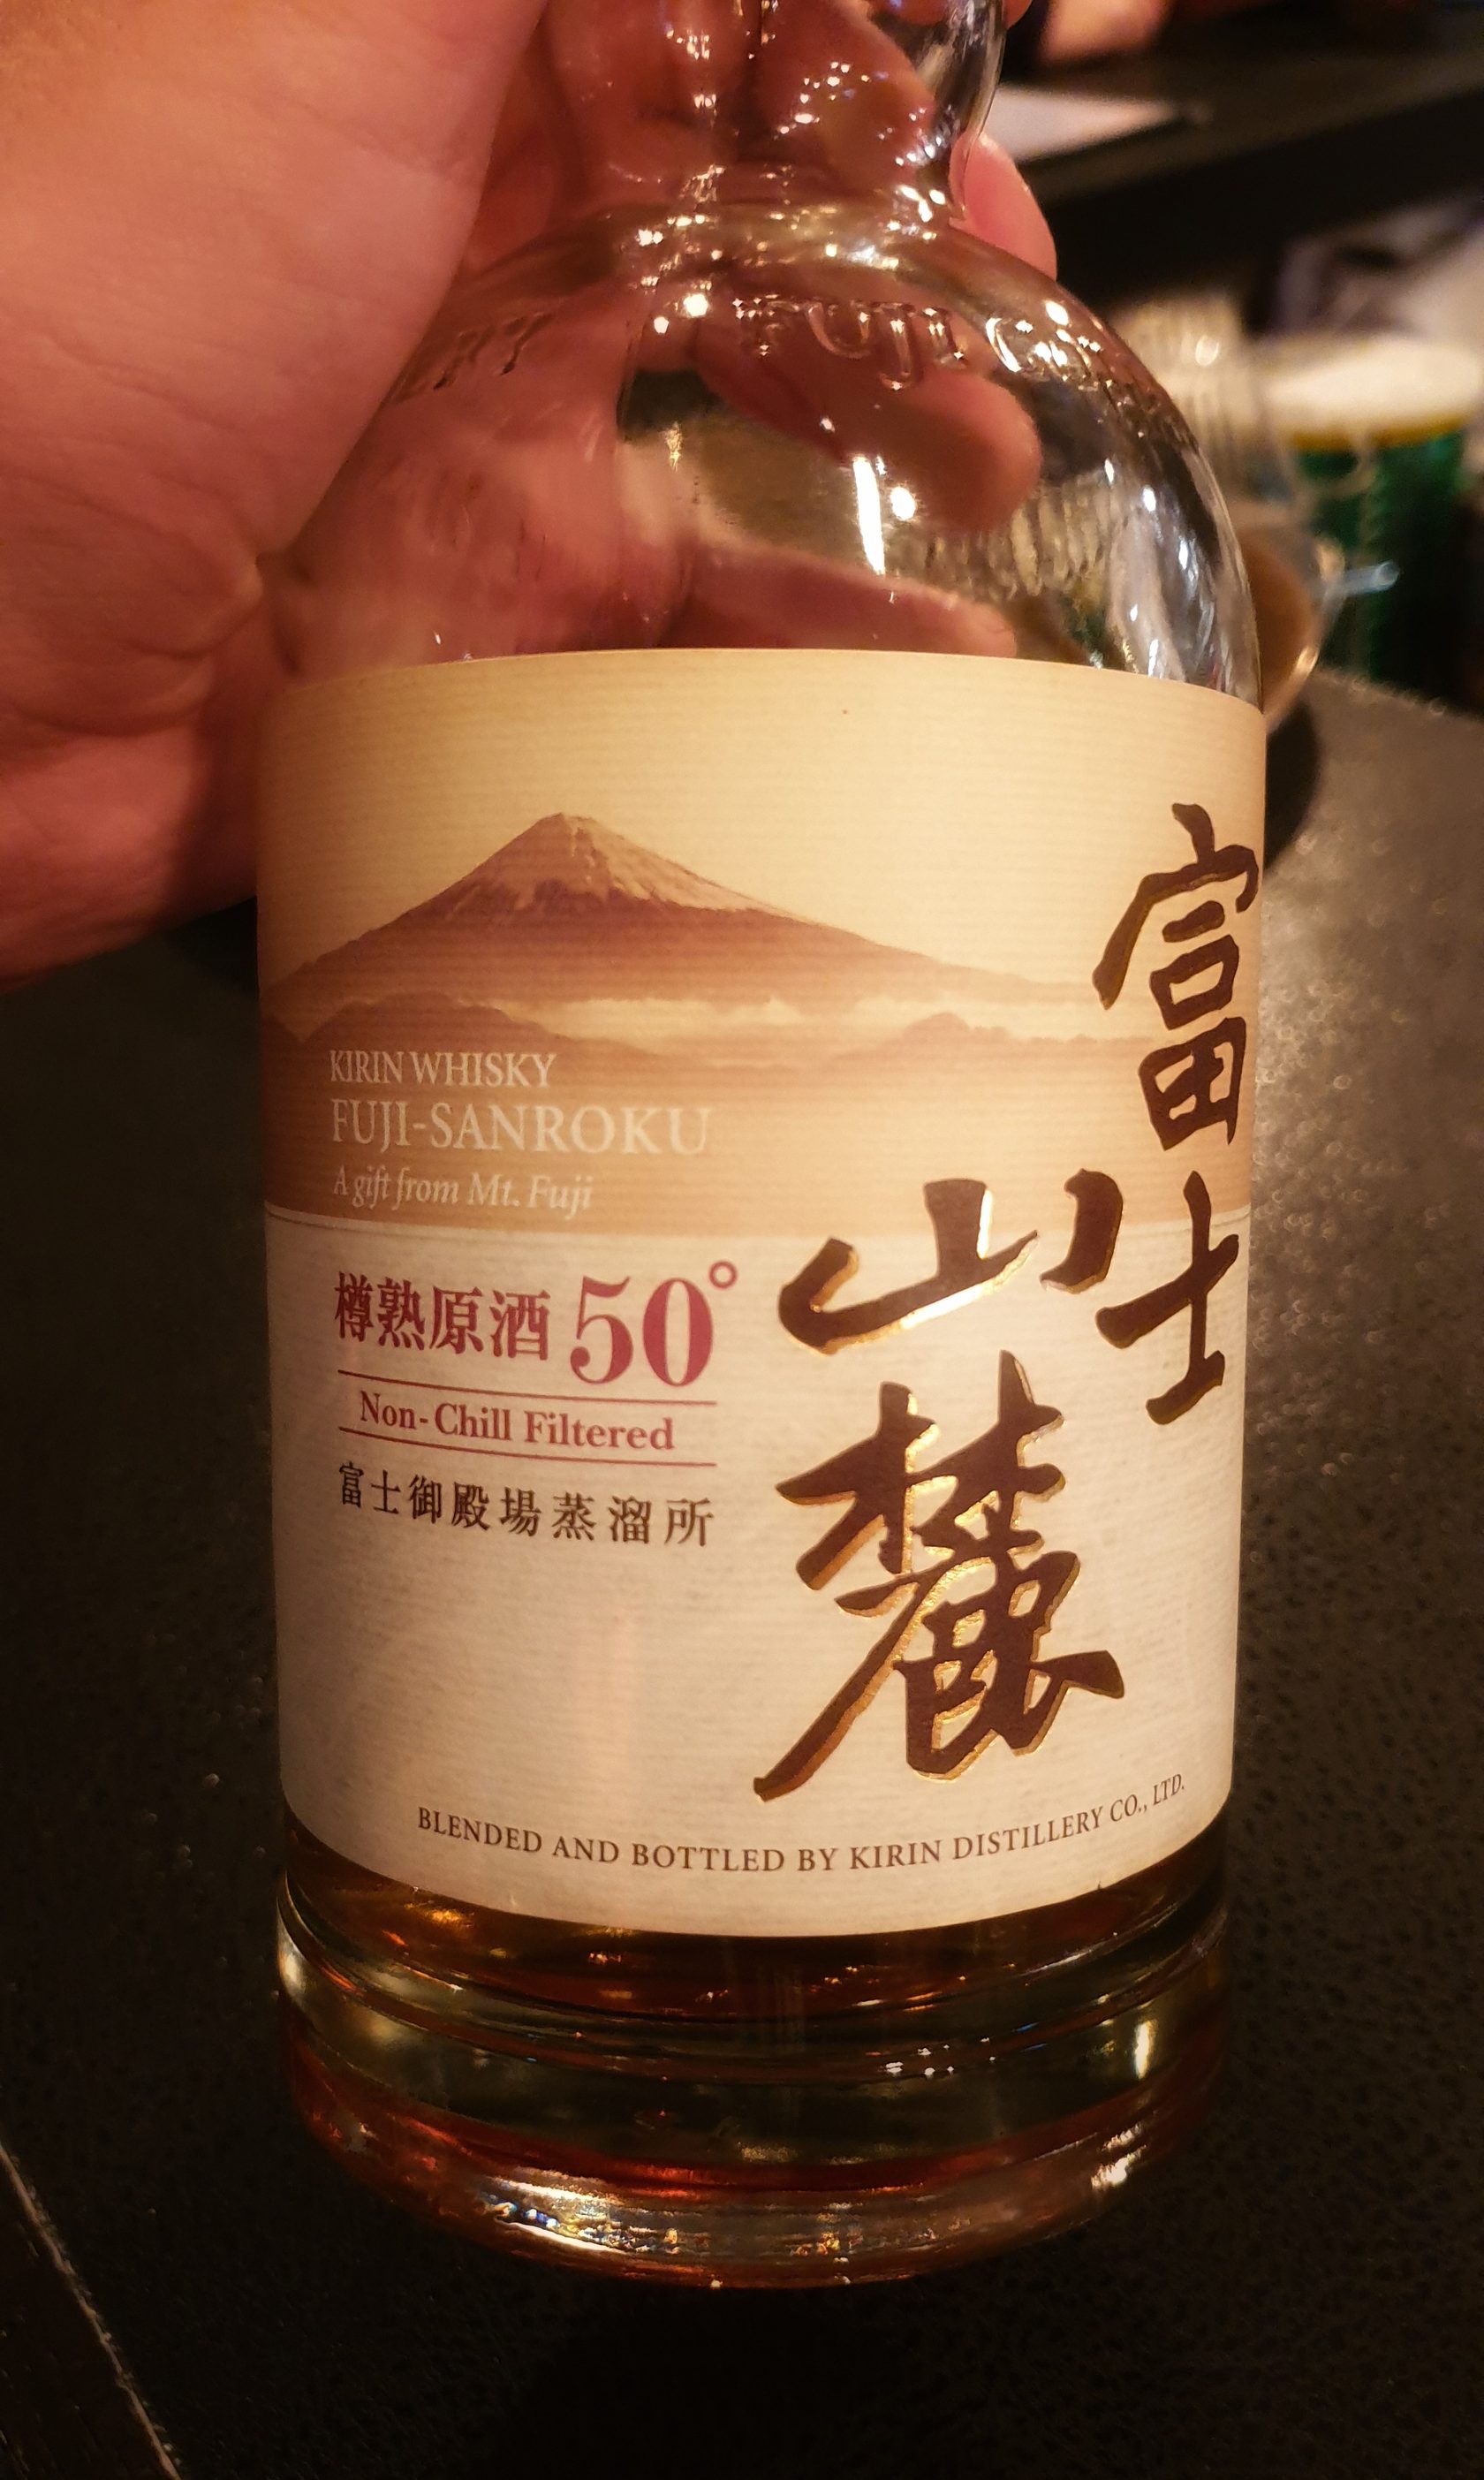 FUJI
KIRIN WHISKY
FUJI-SANROKU
A gift from Mt. Fuji
富士
山麓
樽熟原酒 50°
Non-Chill Filtered
富士御殿場蒸溜所
BLENDED AND BOTTLED BY KIRIN DISTILLERY CO., LTD.